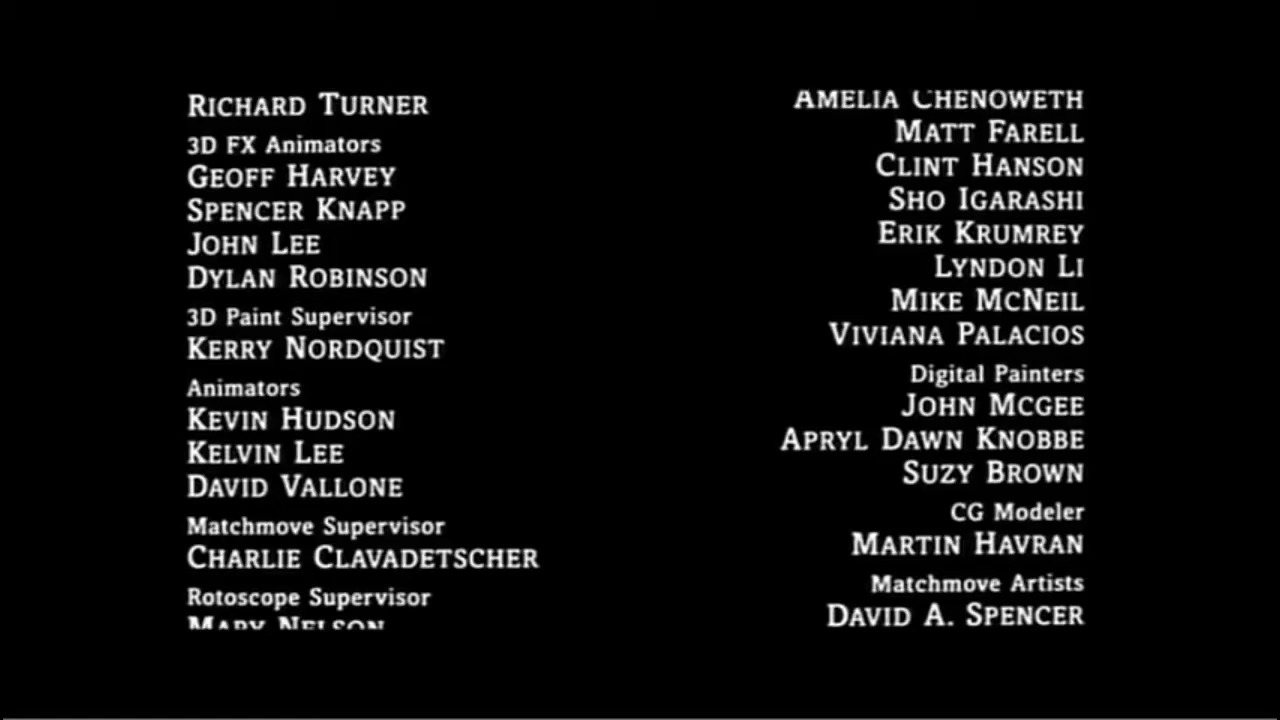 RICHARD TURNER
3D FX Animators
GEOFF HARVEY
SPENCER KNAPP
JOHN LEE
DYLAN ROBINSON
3D Paint Supervisor
KERRY NORDQUIST
Animators
KEVIN HUDSON
KELVIN LEE
DAVID VALLONE
Matchmove Supervisor
CHARLIE CLAVADETSCHER
Rotoscope Supervisor
MARY NELSON
AMELIA CHENOWETH
MATT FARELL
CLINT HANSON
SHO IGARASHI
ERIK KRUMREY
LYNDON LI
MIKE MCNEIL
VIVIANA PALACIOS
Digital Painters
JOHN MCGEE
APRYL DAWN KNOBBE
SUZY BROWN
CG Modeler
MARTIN HAVRAN
Matchmove Artists
DAVID A. SPENCER